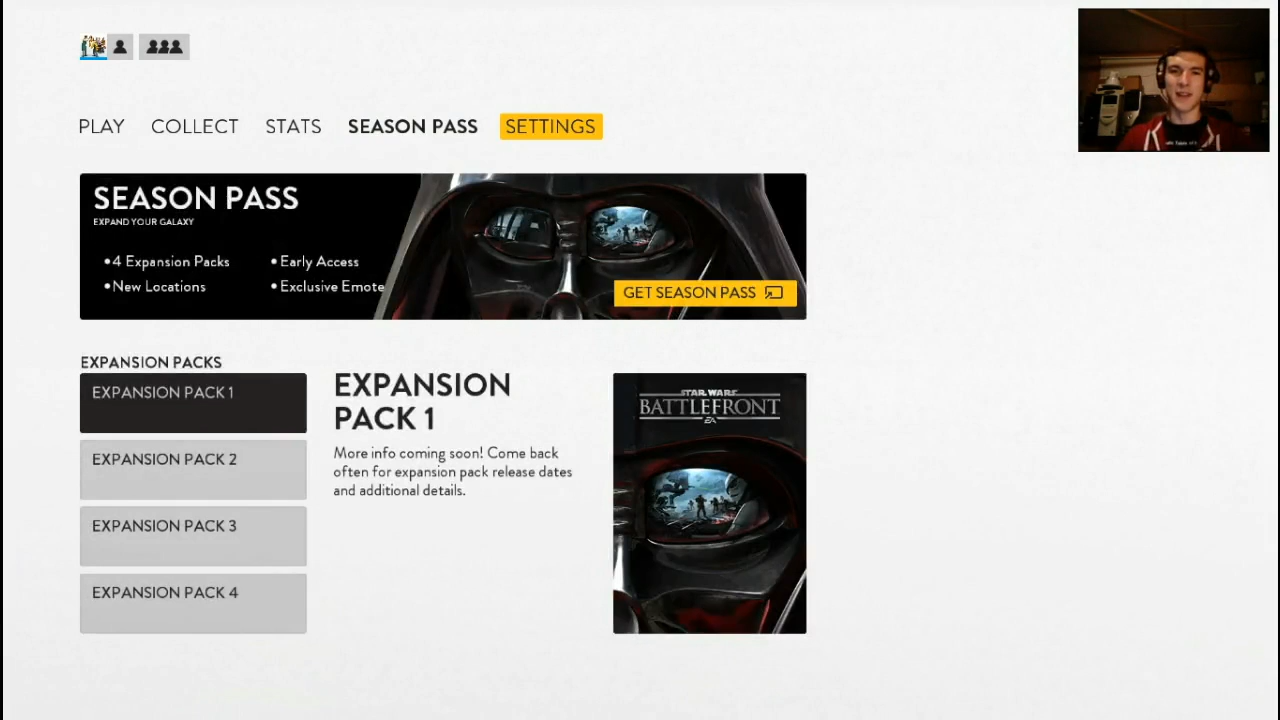 PLAY COLLECT STATS SEASON PASS SETTINGS
SEASON PASS
EXPAND YOUR GALAXY
•4 Expansion Packs •Early Access
•New Locations •Exclusive Emote
GET SEASON PASS
EXPANSION PACKS
EXPANSION PACK 1
EXPANSION PACK 2
EXPANSION PACK 3
EXPANSION PACK 4
EXPANSION
PACK 1
More info coming soon! Come back
often for expansion pack release dates
and additional details.
STAR WARS
BATTLEFRONT
EA